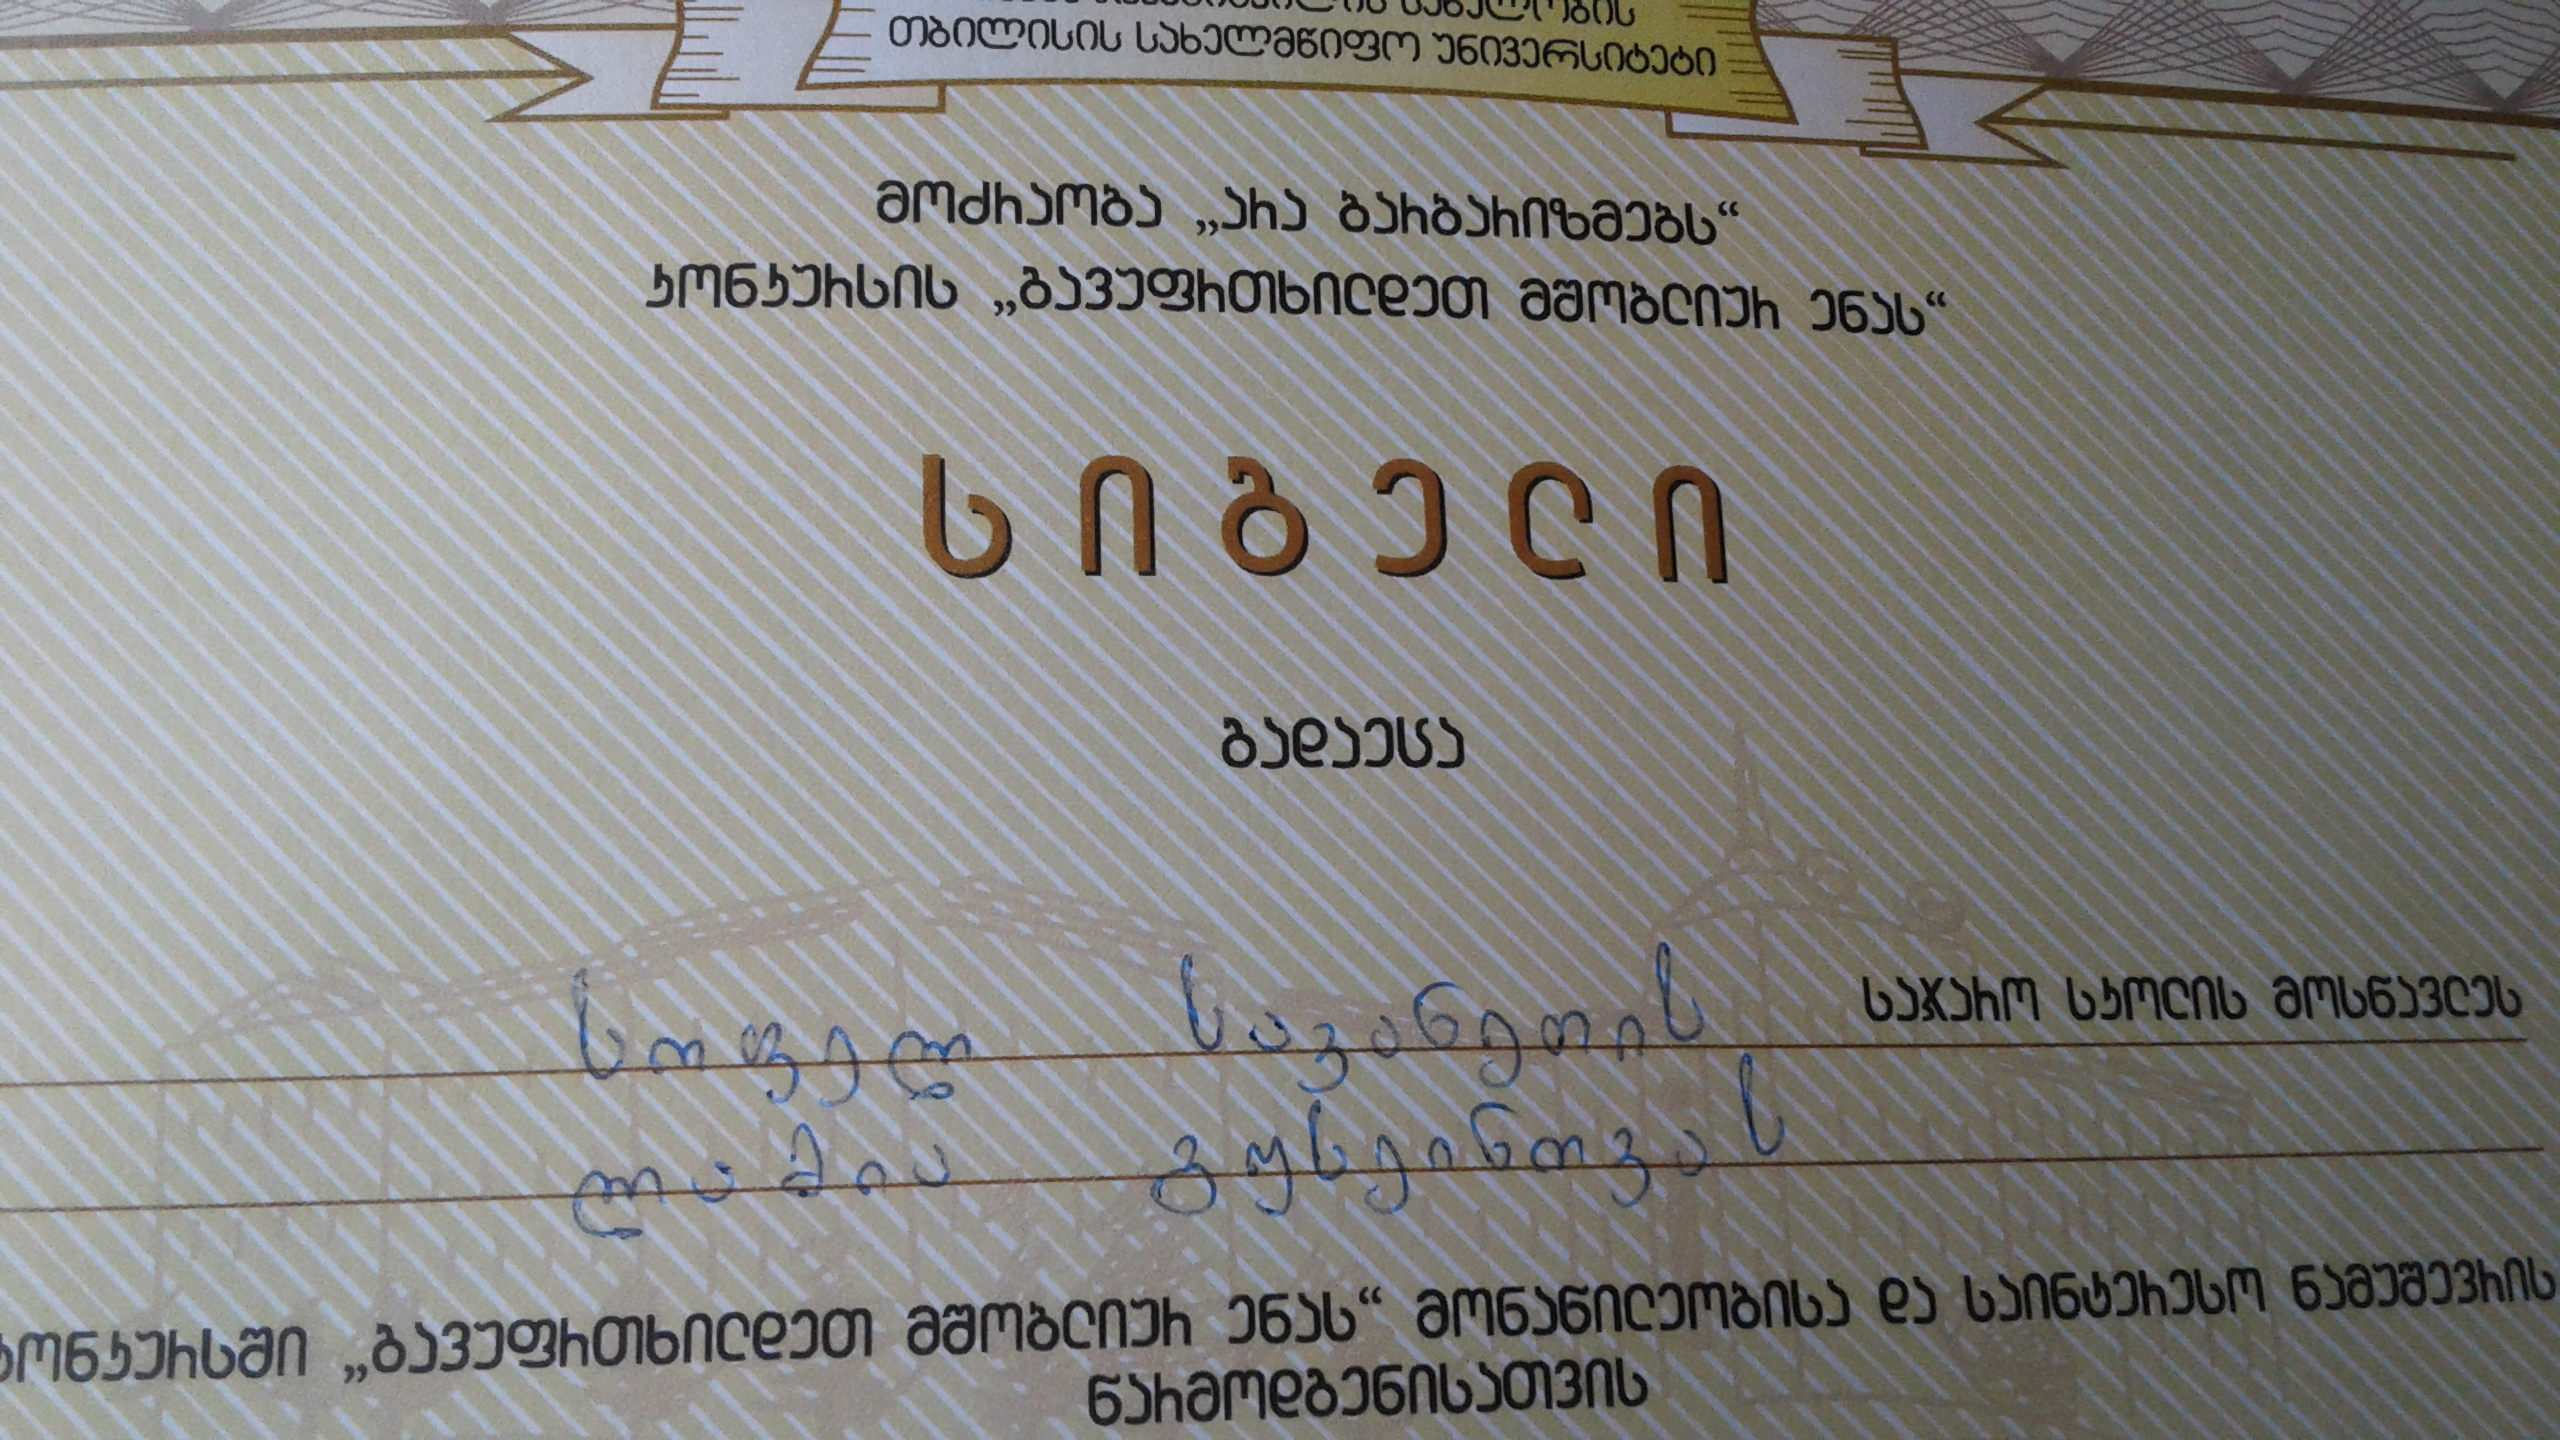 სახელობის
თბილისის სახელმწიფო უნივერსიტეტი
მოძრაობა „არა ბარბარიზმებს“
კონკურსის „გავუფრთხილდეთ მშობლიურ ენას“
სიგელი
გადაეცა
სოფელ სავანეთის საჯარო სკოლის მოსწავლეს
ლამია გუსეინოვას
კონკურსში „გავუფრთხილდეთ მშობლიურ ენას“ მონაწილეობისა და საინტერესო ნამუშევრის
წარმოდგენისათვის